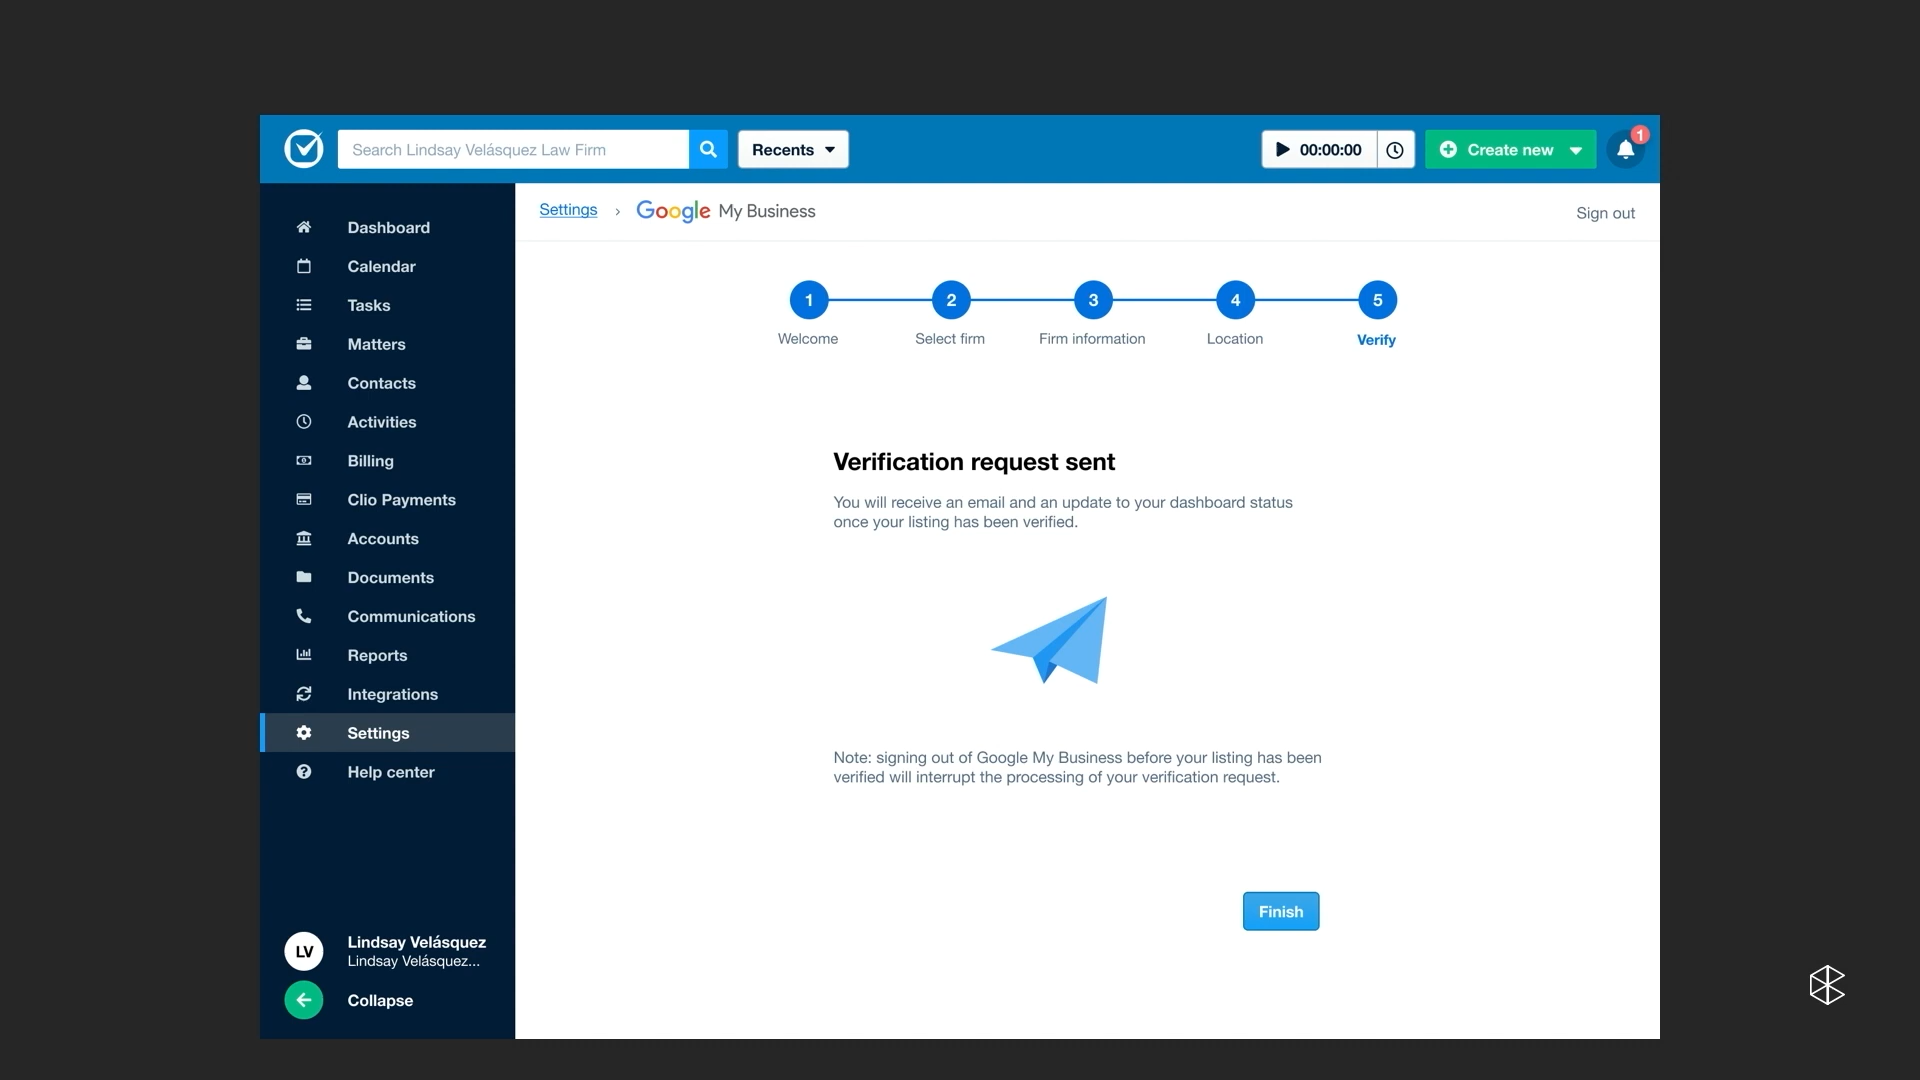 Search Lindsay Velásquez Law Firm
Recents
00:00:00
Create new
1
Dashboard
Calendar
Tasks
Matters
Contacts
Activities
Billing
Clio Payments
Accounts
Documents
Communications
Reports
Integrations
Settings
Help center
LV
Lindsay Velásquez
Lindsay Velásquez...
Collapse
Settings › Google My Business
Sign out
1 2 3 4 5
Welcome Select firm Firm information Location Verify
Verification request sent
You will receive an email and an update to your dashboard status
once your listing has been verified.
Note: signing out of Google My Business before your listing has been
verified will interrupt the processing of your verification request.
Finish